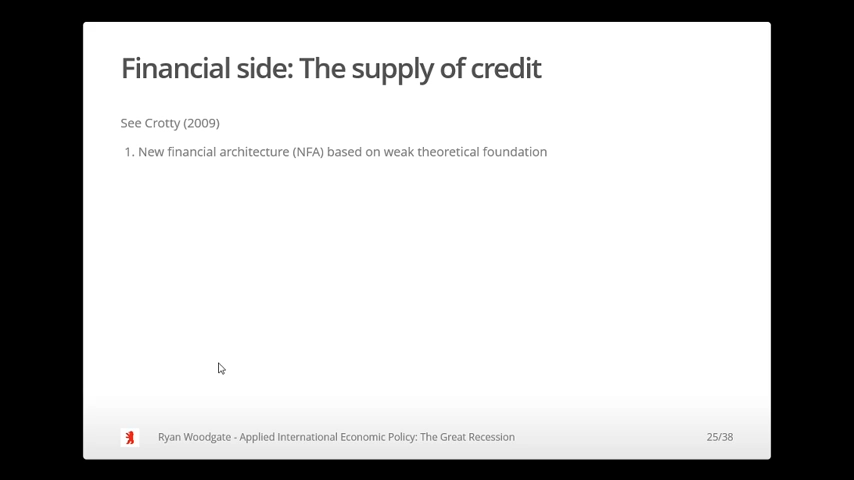 Financial side: The supply of credit
See Crotty (2009)
1. New financial architecture (NFA) based on weak theoretical foundation
Ryan Woodgate - Applied International Economic Policy: The Great Recession
25/38